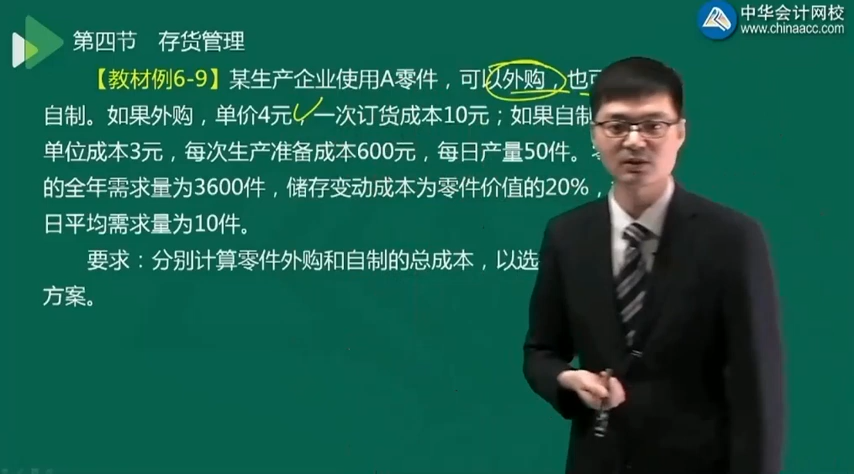 中华会计网校
www.chinaacc.com
第四节 存货管理
【教材例6-9】某生产企业使用A零件，可以外购，也
自制。如果外购，单价4元，一次订货成本10元；如果自制
单位成本3元，每次生产准备成本600元，每日产量50件。
的全年需求量为3600件，储存变动成本为零件价值的20%，
日平均需求量为10件。
要求：分别计算零件外购和自制的总成本，以选
方案。